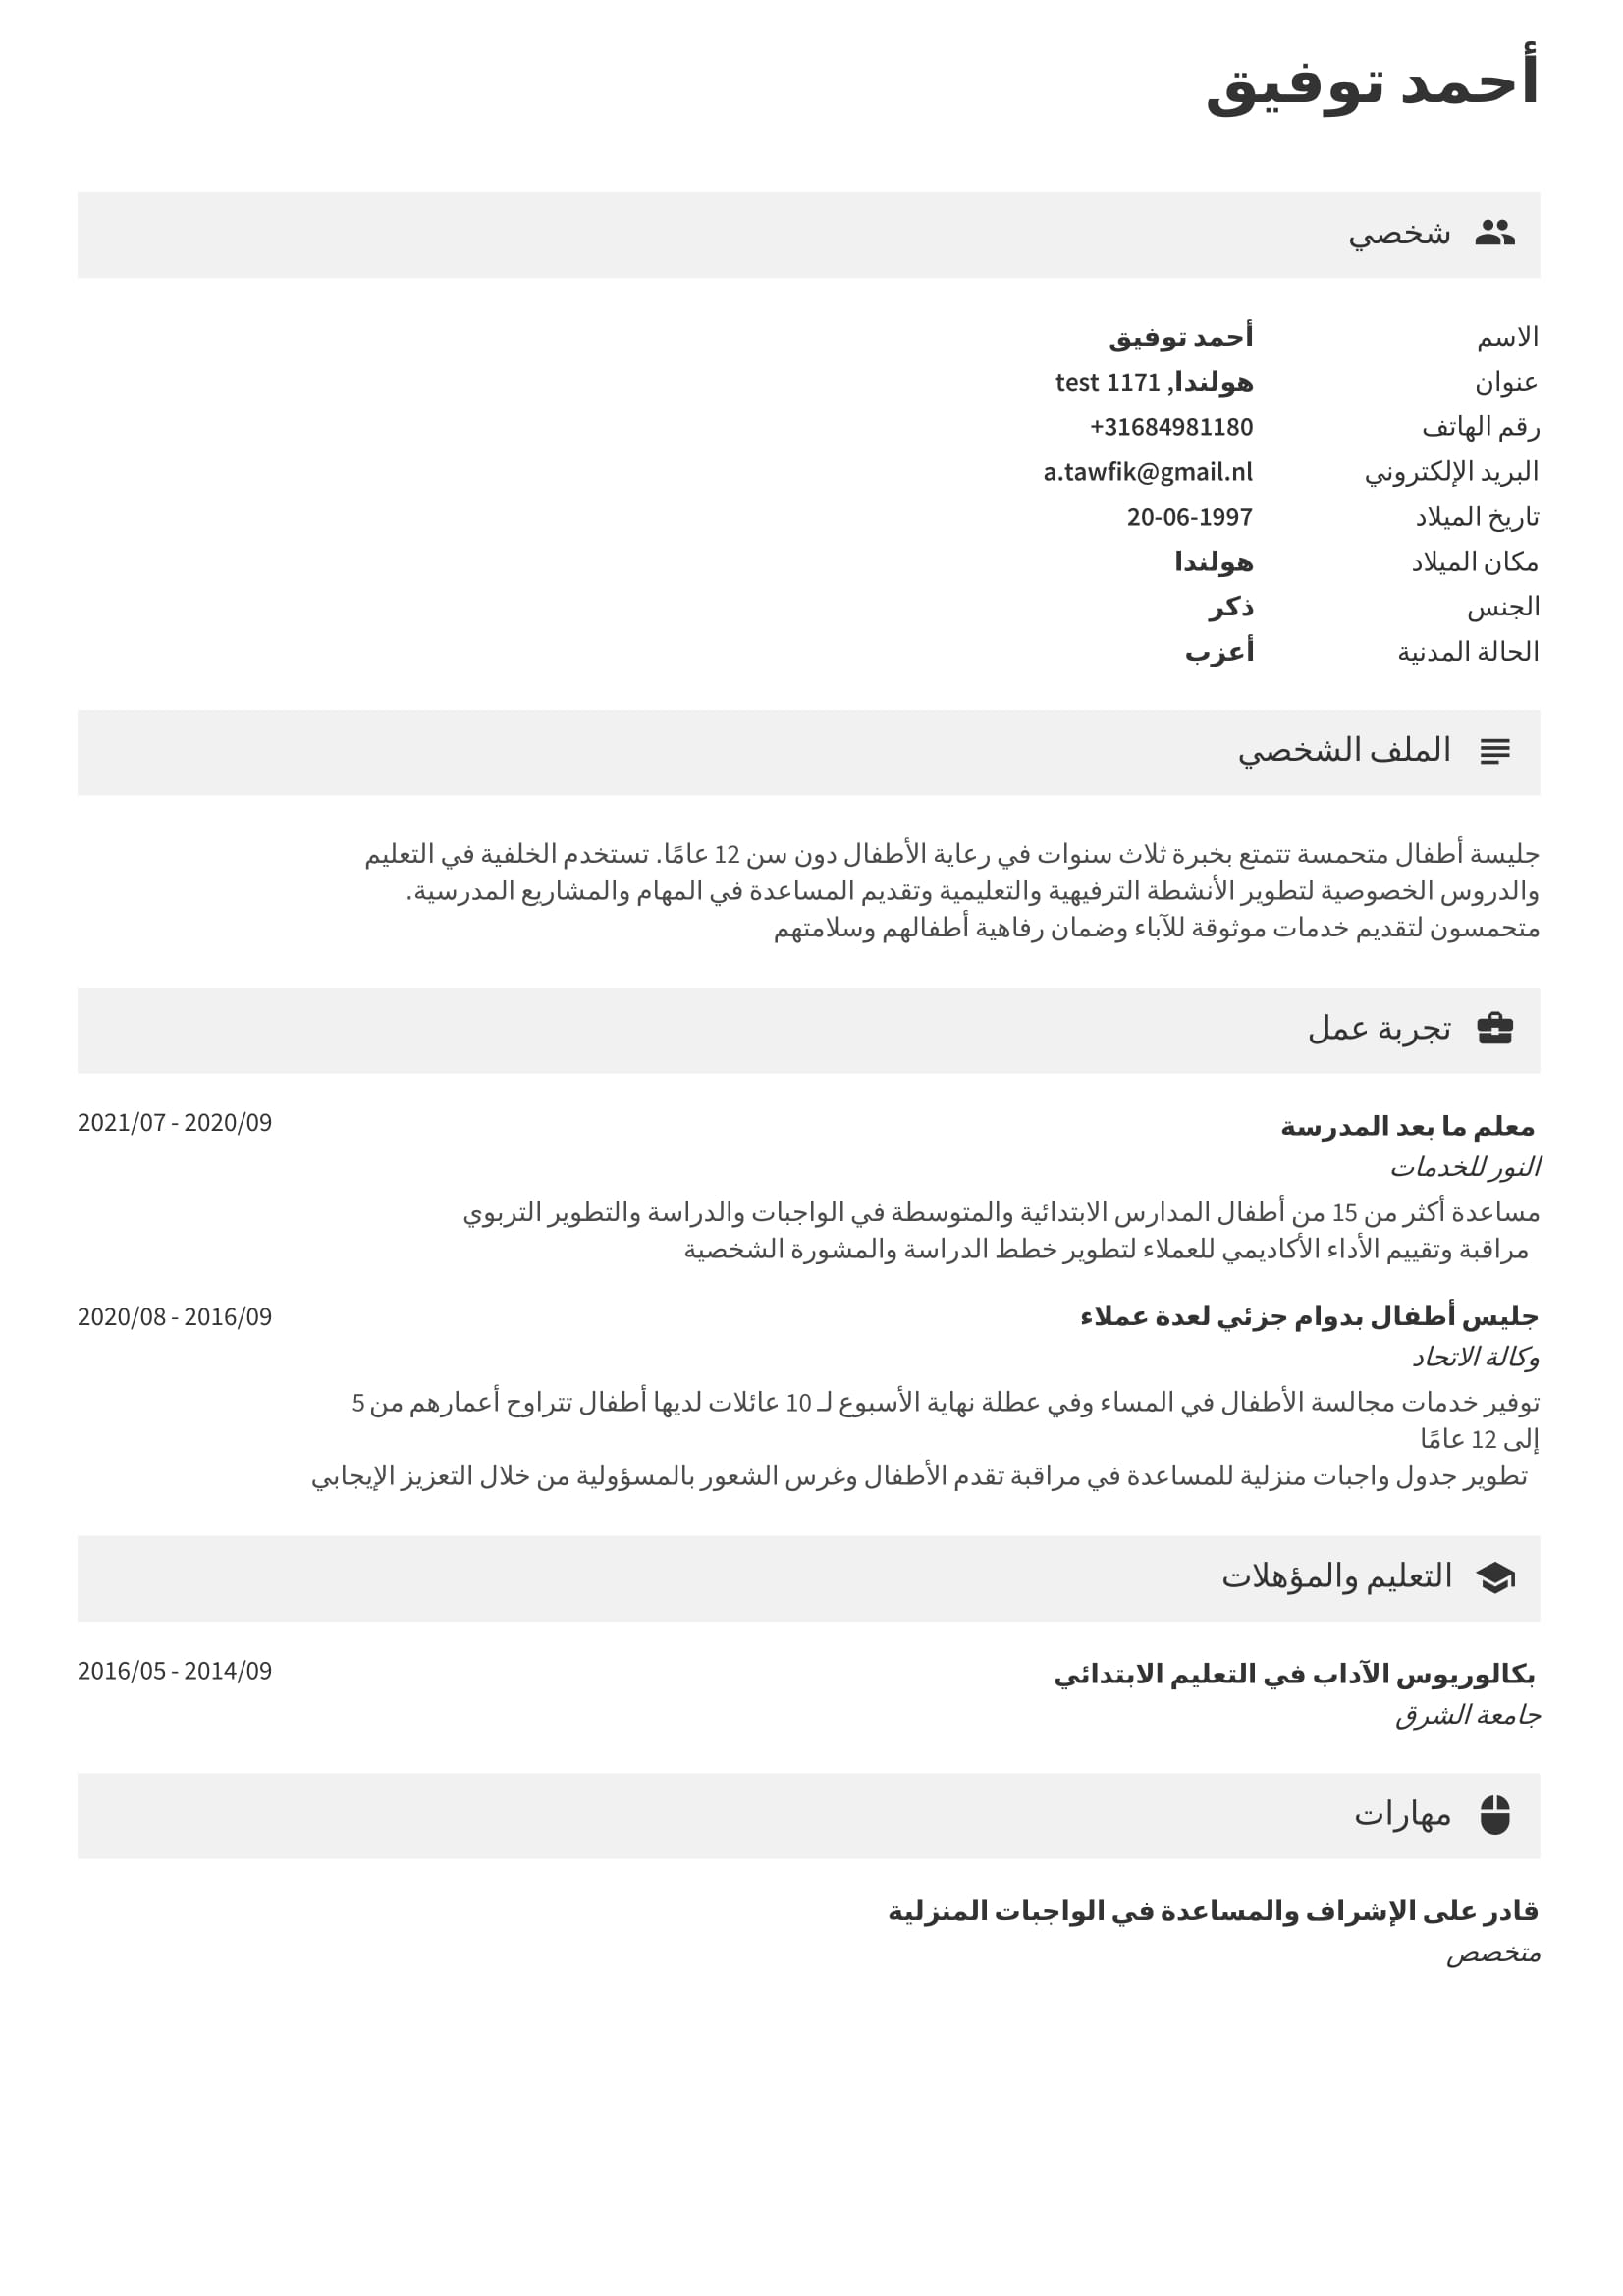 أحمد توفيق
شخصي
الاسم أحمد توفيق
عنوان هولندا, 1171 test
رقم الهاتف +31684981180
البريد الإلكتروني a.tawfik@gmail.nl
تاريخ الميلاد 20-06-1997
مكان الميلاد هولندا
الجنس ذكر
الحالة المدنية أعزب
الملف الشخصي
جليسة أطفال متحمسة تتمتع بخبرة ثلاث سنوات في رعاية الأطفال دون سن 12 عامًا. تستخدم الخلفية في التعليم
والدروس الخصوصية لتطوير الأنشطة الترفيهية والتعليمية وتقديم المساعدة في المهام والمشاريع المدرسية.
متحمسون لتقديم خدمات موثوقة للآباء وضمان رفاهية أطفالهم وسلامتهم
تجربة عمل
معلم ما بعد المدرسة 2020/09 - 2021/07
النور للخدمات
مساعدة أكثر من 15 من أطفال المدارس الابتدائية والمتوسطة في الواجبات والدراسة والتطوير التربوي
مراقبة وتقييم الأداء الأكاديمي للعملاء لتطوير خطط الدراسة والمشورة الشخصية
جليس أطفال بدوام جزئي لعدة عملاء 2016/09 - 2020/08
وكالة الاتحاد
توفير خدمات مجالسة الأطفال في المساء وفي عطلة نهاية الأسبوع لـ 10 عائلات لديها أطفال تتراوح أعمارهم من 5
إلى 12 عامًا
تطوير جدول واجبات منزلية للمساعدة في مراقبة تقدم الأطفال وغرس الشعور بالمسؤولية من خلال التعزيز الإيجابي
التعليم والمؤهلات
بكالوريوس الآداب في التعليم الابتدائي 2014/09 - 2016/05
جامعة الشرق
مهارات
قادر على الإشراف والمساعدة في الواجبات المنزلية
متخصص